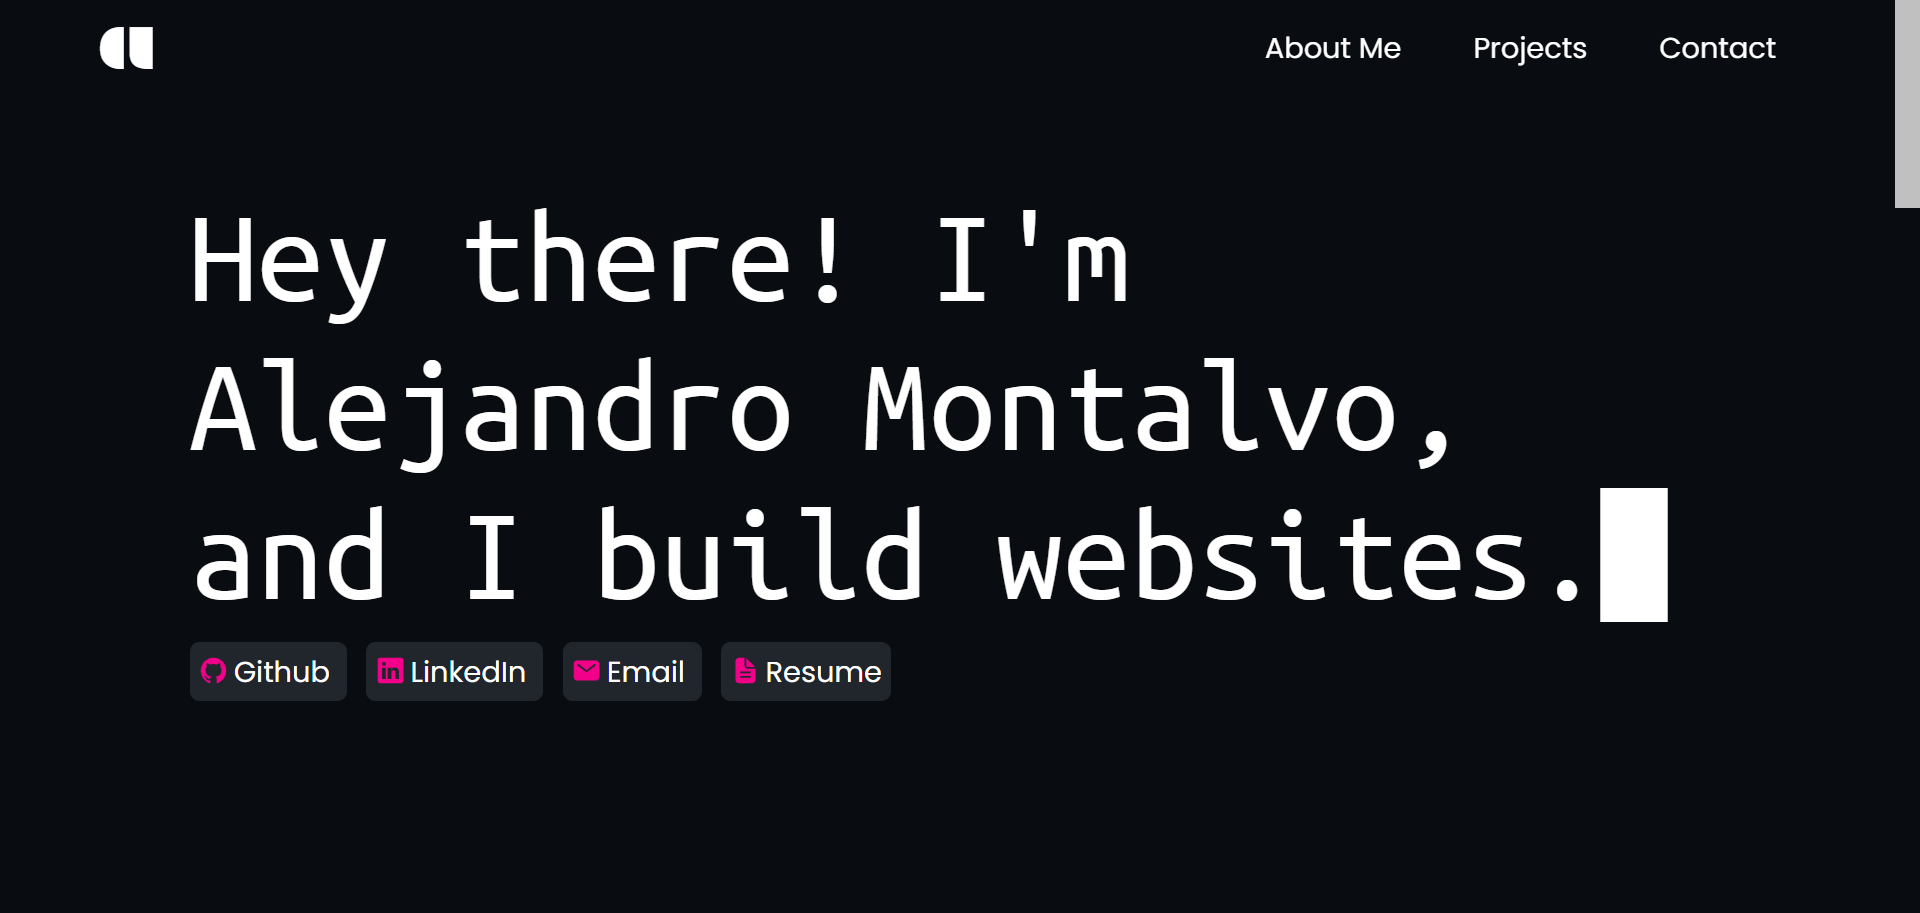 About Me Projects Contact
Hey there! I'm
Alejandro Montalvo,
and I build websites.
Github LinkedIn Email Resume